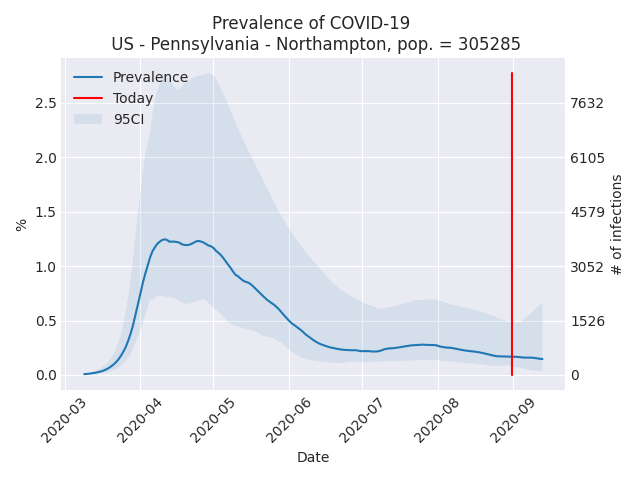 Prevalence of COVID-19
US - Pennsylvania - Northampton, pop. = 305285
Prevalence
Today
95CI
2.5
2.0
1.5
1.0
0.5
0.0
%
7632
6105
4579
3052
1526
0
# of infections
2020-03
2020-04
2020-05
2020-06
2020-07
2020-08
2020-09
Date